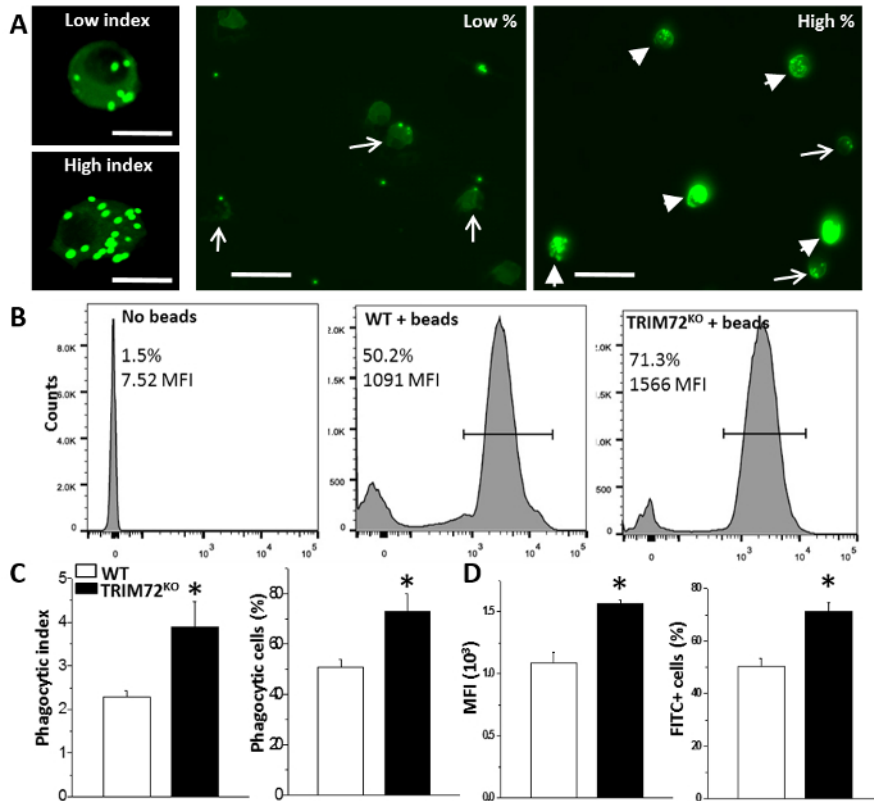 A
Low index
High index
Low %
High %
B
No beads
1.5%
7.52 MFI
WT + beads
50.2%
1091 MFI
TRIM72KO + beads
71.3%
1566 MFI
Counts
8.0K
6.0K
4.0K
2.0K
0
0
103
104
105
2.0K
1.5K
1.0K
500
0
0
103
104
105
2.0K
1.5K
1.0K
500
0
0
103
104
105
C
WT
TRIM72KO
Phagocytic index
5
4
3
2
1
0
*
Phagocytic cells (%)
80
60
40
20
0
*
D
MFI (103)
1.5
1.0
0.5
0.0
*
FITC+ cells (%)
80
60
40
20
0
*